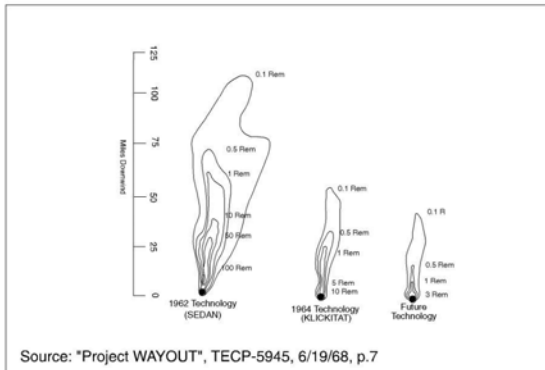 125
100
75
50
25
0
Miles Downwind
0.1 Rem
0.5 Rem
1 Rem
10 Rem
50 Rem
100 Rem
1962 Technology
(SEDAN)
0.1 Rem
0.5 Rem
1 Rem
5 Rem
10 Rem
1964 Technology
(KLICKITAT)
0.1 R
0.5 Rem
1 Rem
3 Rem
Future
Technology
Source: "Project WAYOUT", TECP-5945, 6/19/68, p.7